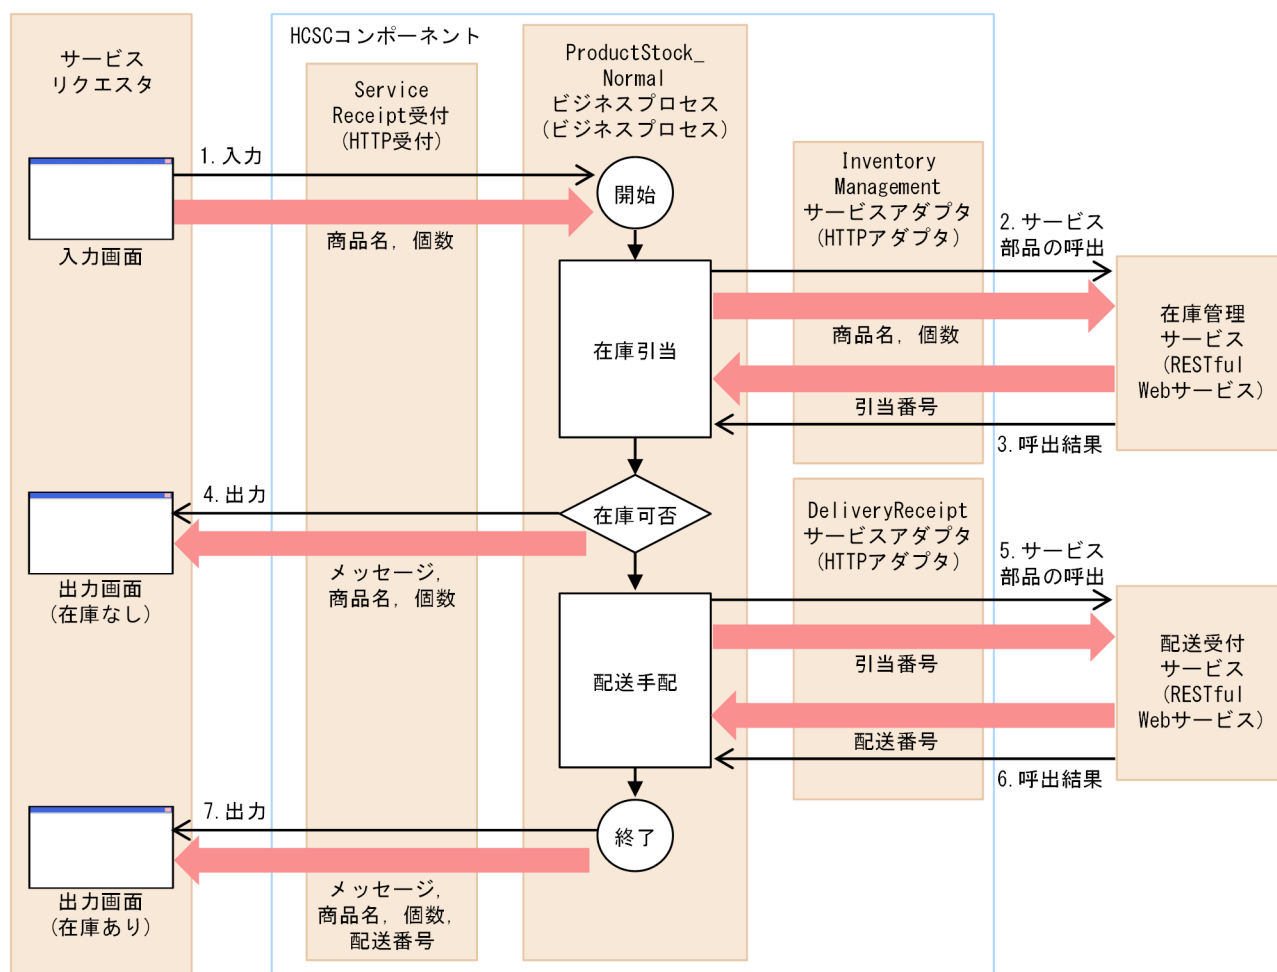 サービス
リクエスタ
HCSCコンポーネント
Service
Receipt受付
(HTTP受付)
ProductStock_
Normal
ビジネスプロセス
(ビジネスプロセス)
1.入力
開始
商品名, 個数
入力画面
Inventory
Management
サービスアダプタ
(HTTPアダプタ)
2.サービス
部品の呼出
在庫引当
商品名, 個数
在庫管理
サービス
(RESTful
Webサービス)
引当番号
3.呼出結果
4.出力
在庫可否
メッセージ,
商品名, 個数
出力画面
(在庫なし)
DeliveryReceipt
サービスアダプタ
(HTTPアダプタ)
5.サービス
部品の呼出
配送手配
引当番号
配送受付
サービス
(RESTful
Webサービス)
配送番号
6.呼出結果
7.出力
終了
メッセージ,
商品名, 個数,
配送番号
出力画面
(在庫あり)